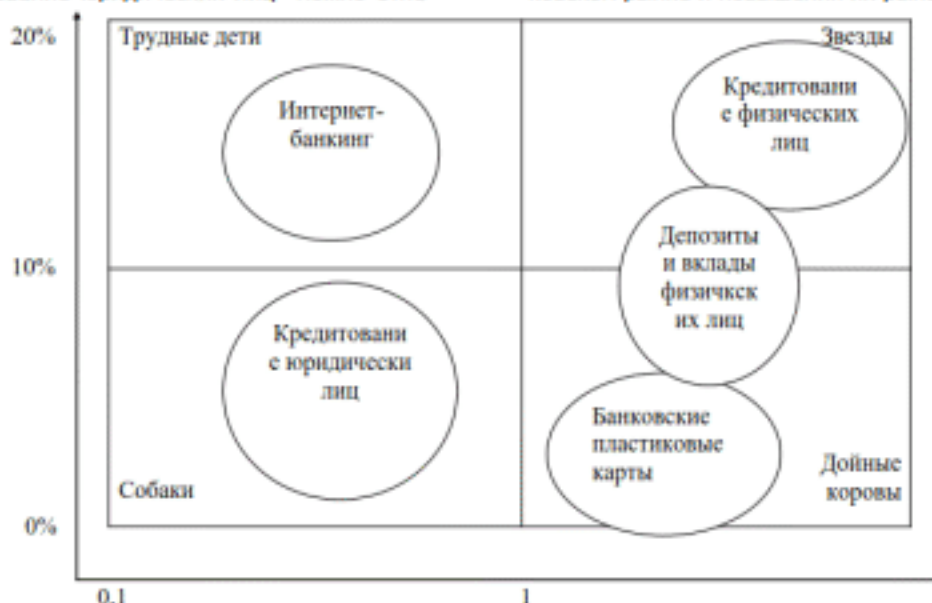 20%
Трудные дети
Звезды
Интернет-
банкинг
Кредитовани
е физических
лиц
Депозиты
и вклады
физичкск
их лиц
10%
Кредитовани
е юридически
лиц
Банковские
пластиковые
карты
Собаки
Дойные
коровы
0%
0,1
1